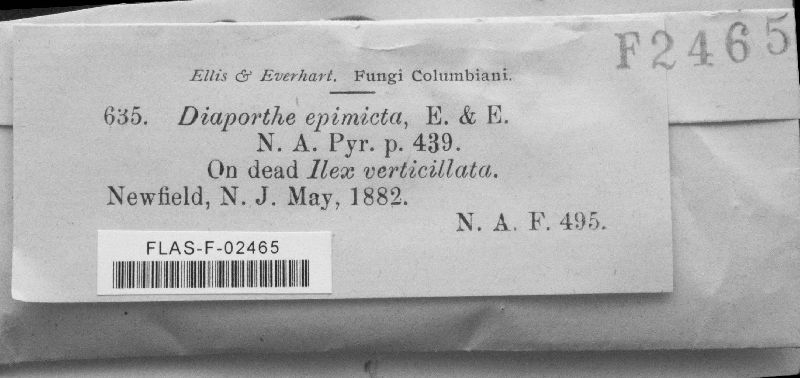 F2465
Ellis & Everhart. Fungi Columbiani.
635. Diaporthe epimicta, E. & E.
N. A. Pyr. p. 439.
On dead Ilex verticillata.
Newfield, N. J. May, 1882.
N. A. F. 495.
FLAS-F-02465